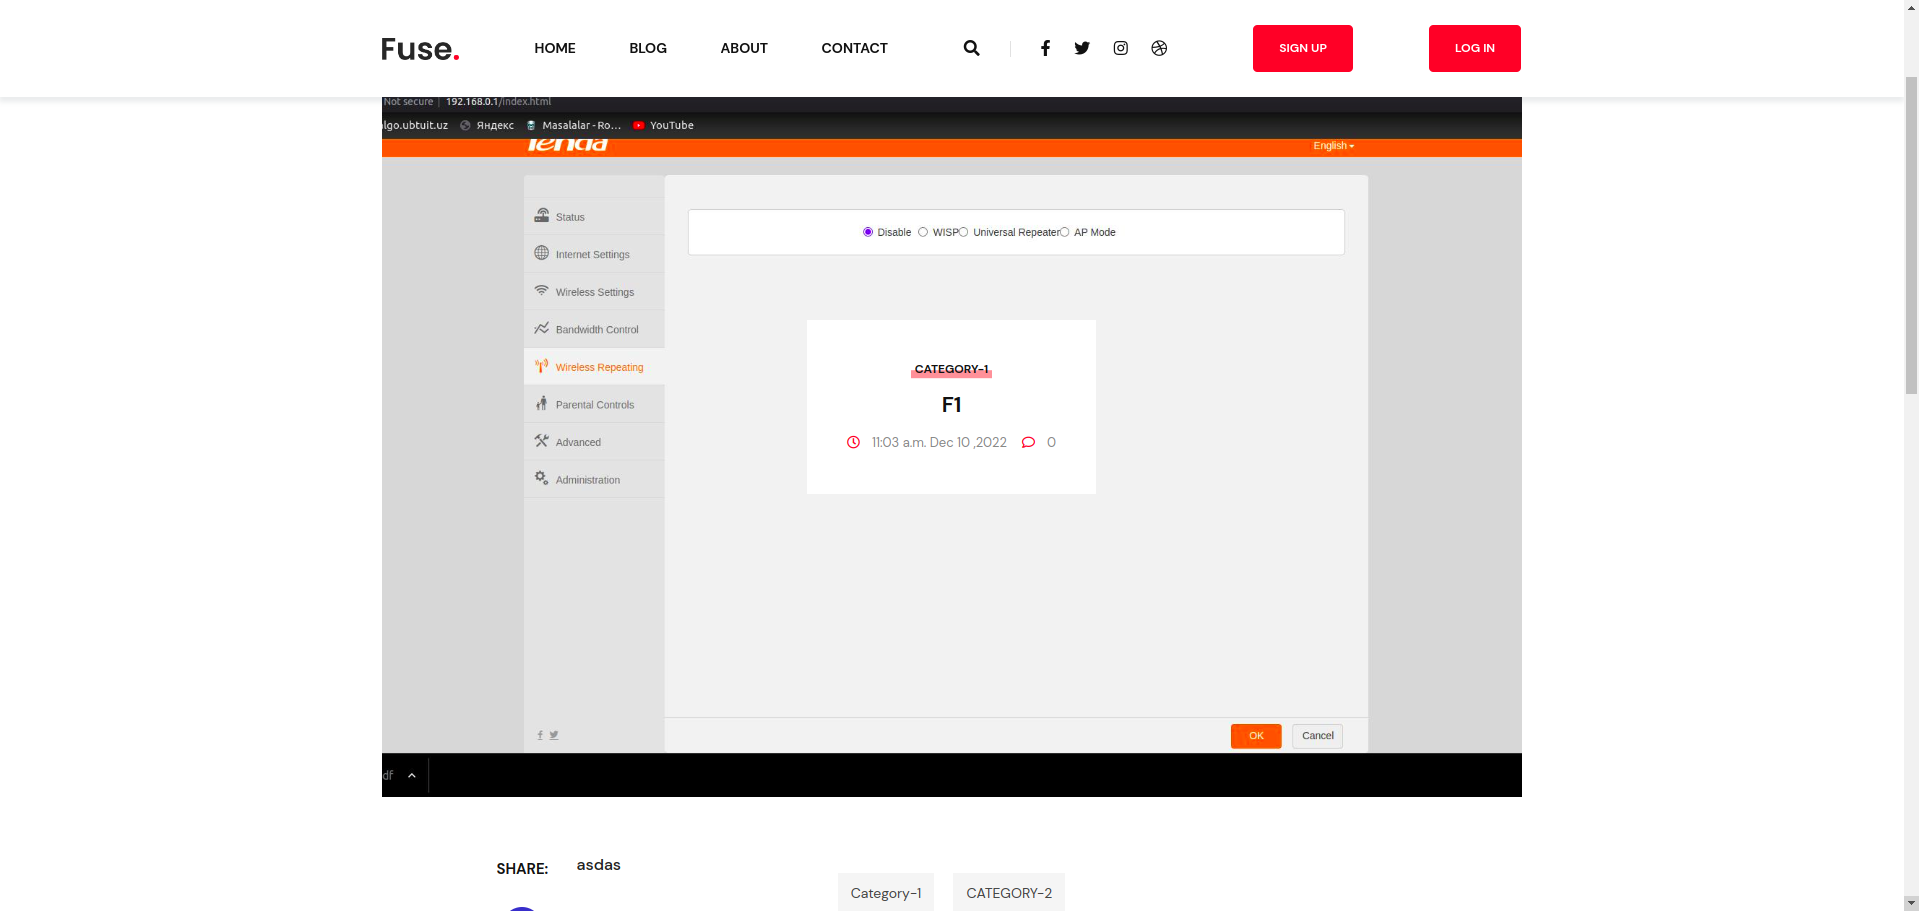 Fuse.
HOME BLOG ABOUT CONTACT
SIGN UP
LOG IN
Not secure | 192.168.0.1/index.html
algo.ubtuit.uz Яндекс Masalalar - Ro... YouTube
Tenda
English
Status
Internet Settings
Wireless Settings
Bandwidth Control
Wireless Repeating
Parental Controls
Advanced
Administration
Disable WISP Universal Repeater AP Mode
CATEGORY-1
F1
11:03 a.m. Dec 10 ,2022 0
OK Cancel
df
SHARE: asdas
Category-1 CATEGORY-2